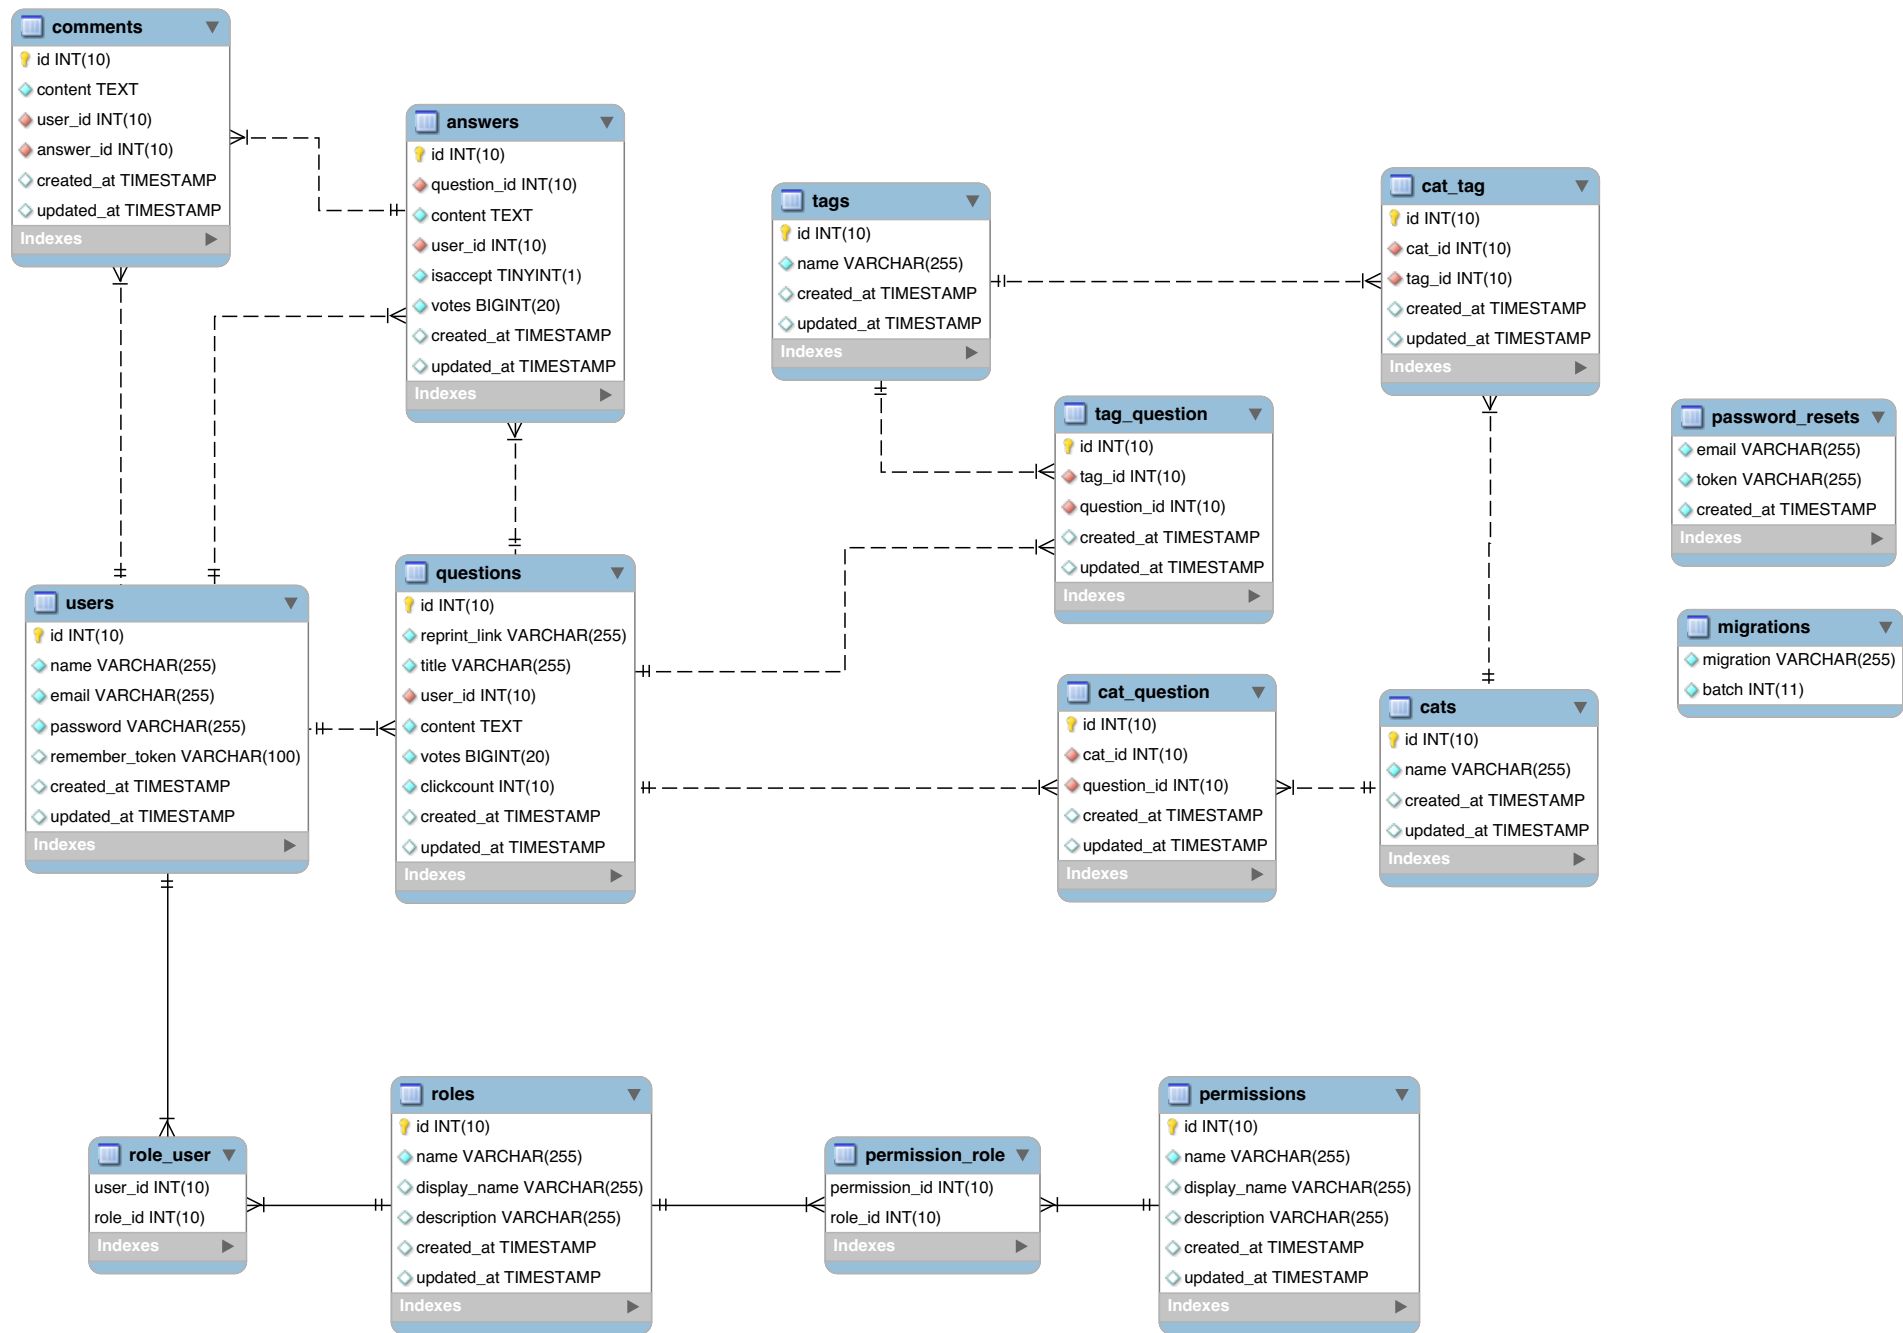 comments
id INT(10)
content TEXT
user_id INT(10)
answer_id INT(10)
created_at TIMESTAMP
updated_at TIMESTAMP
Indexes
answers
id INT(10)
question_id INT(10)
content TEXT
user_id INT(10)
isaccept TINYINT(1)
votes BIGINT(20)
created_at TIMESTAMP
updated_at TIMESTAMP
Indexes
tags
id INT(10)
name VARCHAR(255)
created_at TIMESTAMP
updated_at TIMESTAMP
Indexes
cat_tag
id INT(10)
cat_id INT(10)
tag_id INT(10)
created_at TIMESTAMP
updated_at TIMESTAMP
Indexes
tag_question
id INT(10)
tag_id INT(10)
question_id INT(10)
created_at TIMESTAMP
updated_at TIMESTAMP
Indexes
password_resets
email VARCHAR(255)
token VARCHAR(255)
created_at TIMESTAMP
Indexes
users
id INT(10)
name VARCHAR(255)
email VARCHAR(255)
password VARCHAR(255)
remember_token VARCHAR(100)
created_at TIMESTAMP
updated_at TIMESTAMP
Indexes
questions
id INT(10)
reprint_link VARCHAR(255)
title VARCHAR(255)
user_id INT(10)
content TEXT
votes BIGINT(20)
clickcount INT(10)
created_at TIMESTAMP
updated_at TIMESTAMP
Indexes
cat_question
id INT(10)
cat_id INT(10)
question_id INT(10)
created_at TIMESTAMP
updated_at TIMESTAMP
Indexes
cats
id INT(10)
name VARCHAR(255)
created_at TIMESTAMP
updated_at TIMESTAMP
Indexes
migrations
migration VARCHAR(255)
batch INT(11)
role_user
user_id INT(10)
role_id INT(10)
Indexes
roles
id INT(10)
name VARCHAR(255)
display_name VARCHAR(255)
description VARCHAR(255)
created_at TIMESTAMP
updated_at TIMESTAMP
Indexes
permission_role
permission_id INT(10)
role_id INT(10)
Indexes
permissions
id INT(10)
name VARCHAR(255)
display_name VARCHAR(255)
description VARCHAR(255)
created_at TIMESTAMP
updated_at TIMESTAMP
Indexes